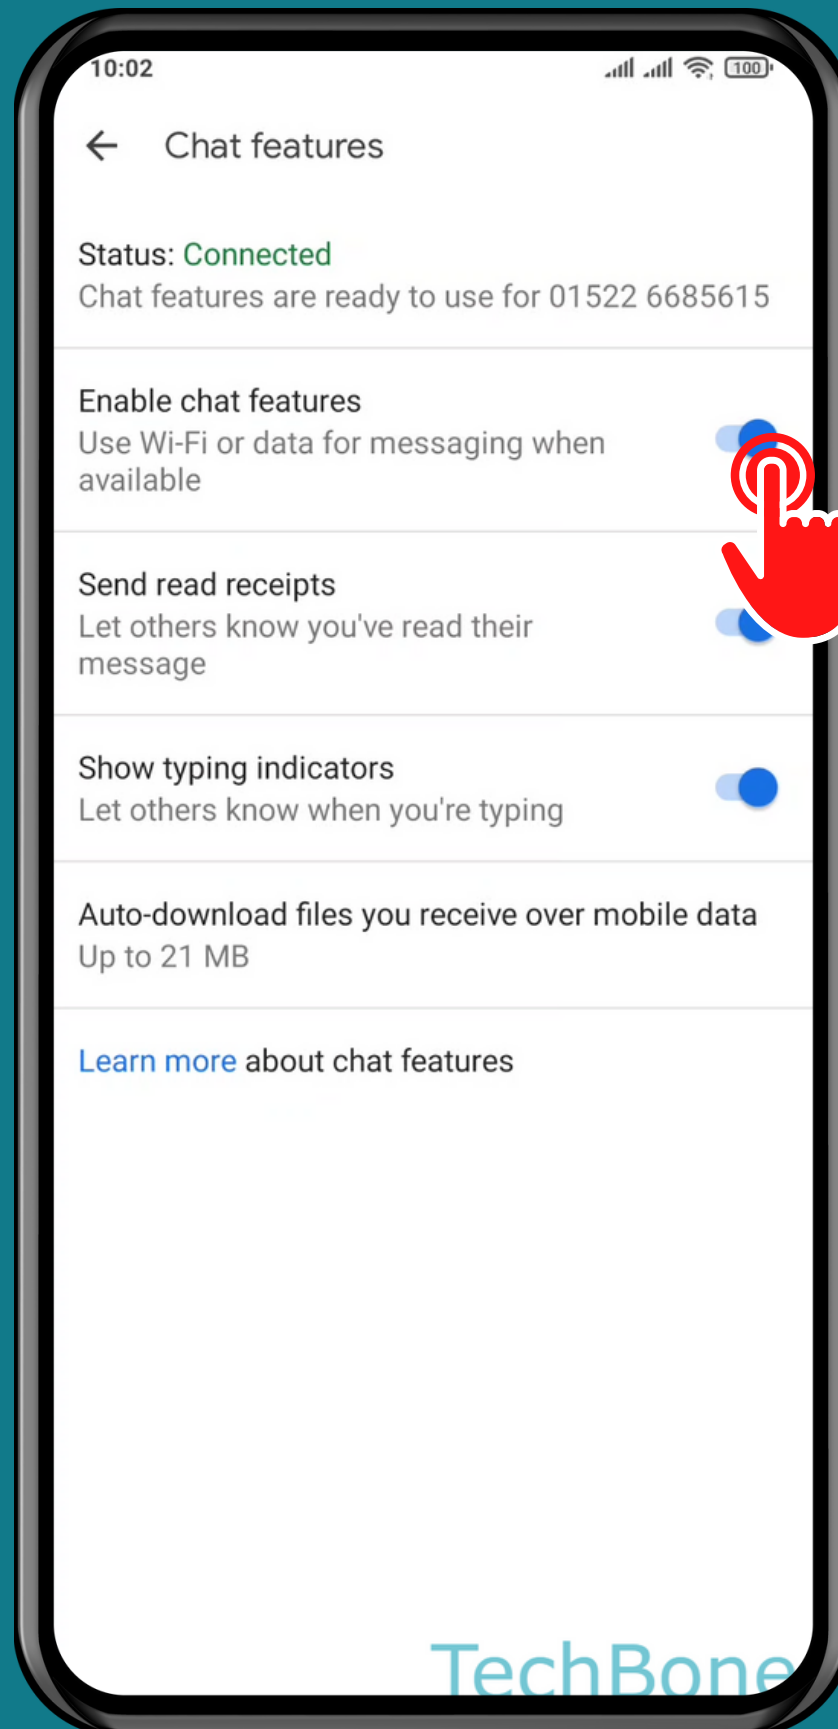 10:02
100
Chat features
Status: Connected
Chat features are ready to use for 01522 6685615
Enable chat features
Use Wi-Fi or data for messaging when
available
Send read receipts
Let others know you've read their
message
Show typing indicators
Let others know when you're typing
Auto-download files you receive over mobile data
Up to 21 MB
Learn more about chat features
TechBone